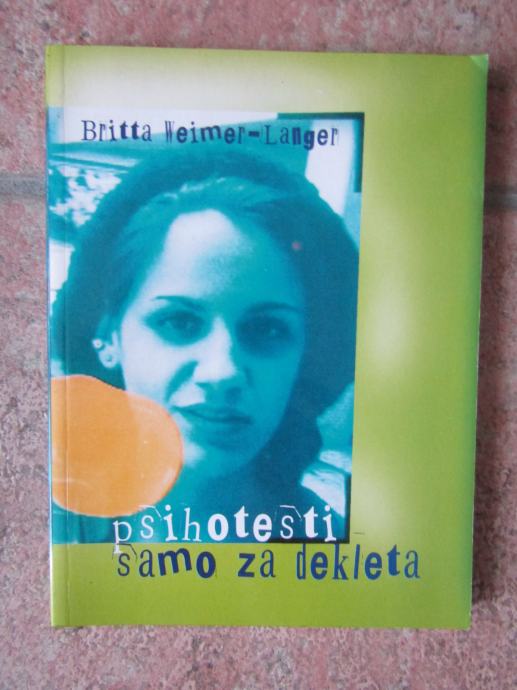 Britta Weimer-Langer
psihotesti
samo za dekleta